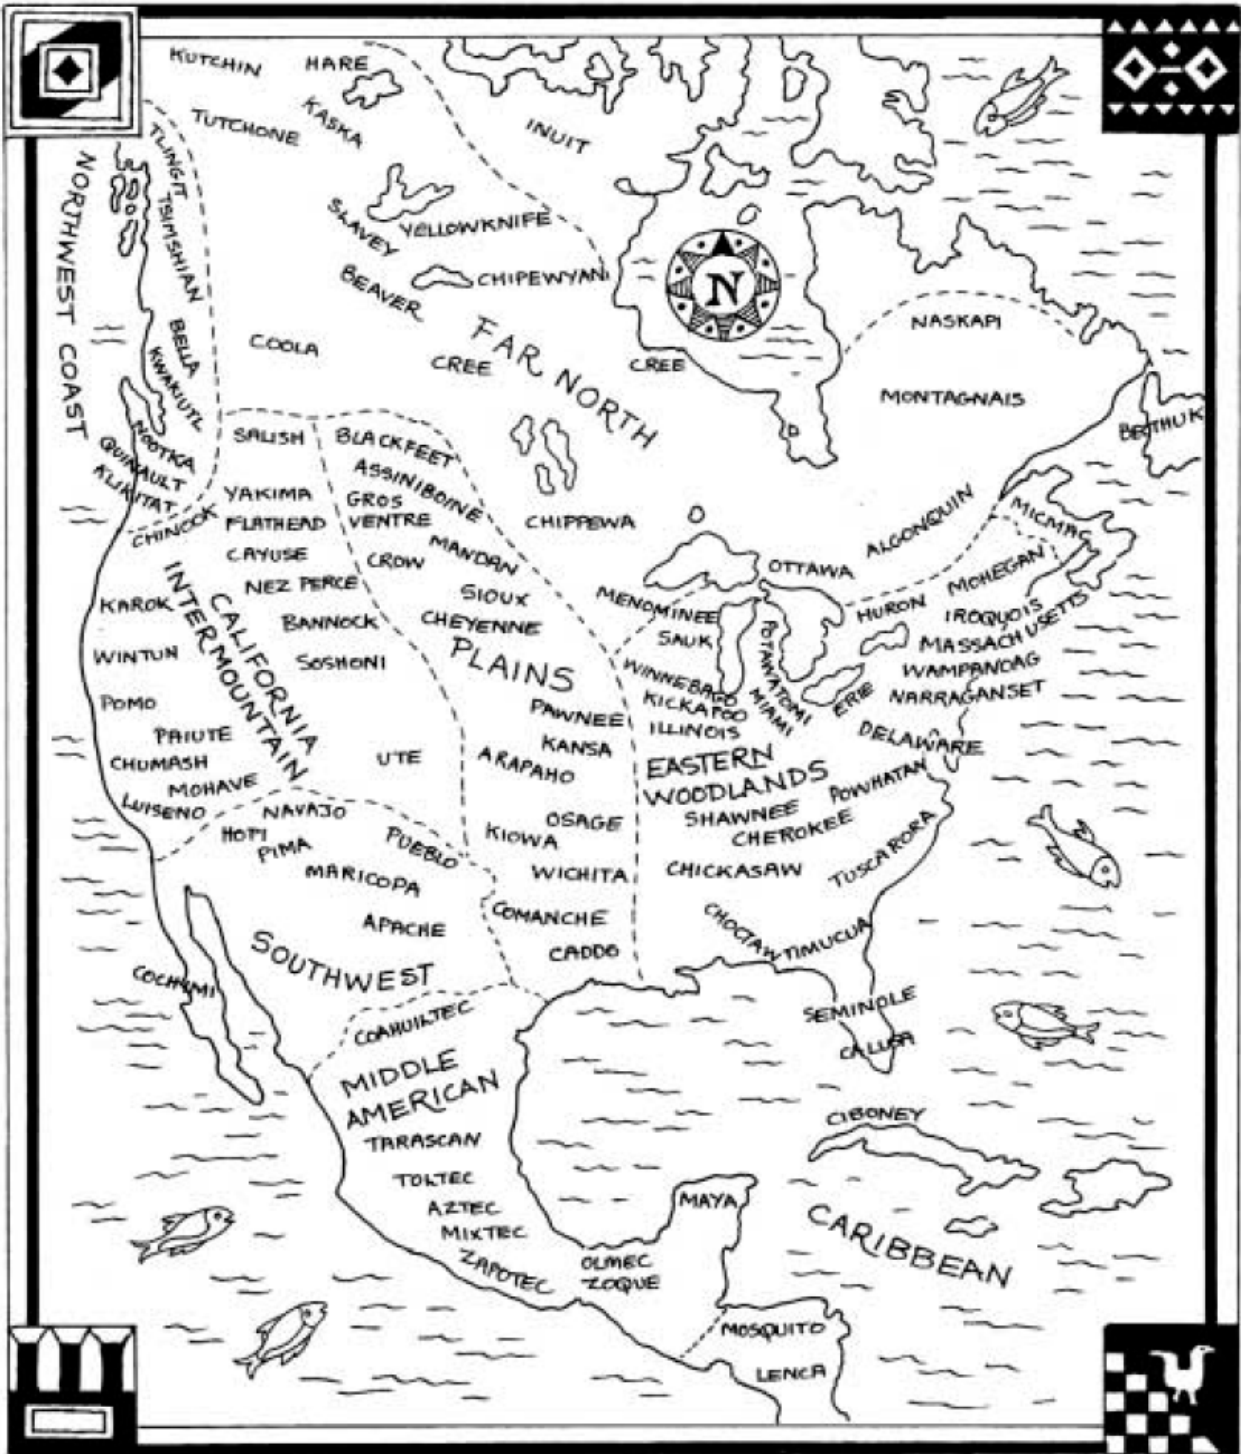 KUTCHIN
HARE
TUTCHONE
KASKA
INUIT
TLINGIT
TSIMSHIAN
NORTHWEST COAST
SLAVEY
YELLOWKNIFE
BEAVER
CHIPEWYAN
N
NASKAPI
BELLA
COOLA
KWAKIUTL
CREE
FAR NORTH
CREE
MONTAGNAIS
BEOTHUK
NOOTKA
QUINAULT
KLIKITAT
CHINOOK
SALISH
BLACKFEET
ASSINIBOINE
YAKIMA
GROS
VENTRE
FLATHEAD
CHIPPEWA
ALGONQUIN
MICMAC
CAYUSE
CROW
MANDAN
OTTAWA
MOHEGAN
NEZ PERCE
SIOUX
MENOMINEE
HURON
IROQUOIS
KAROK
BANNOCK
CHEYENNE
SAUK
POTAWATOMI
MASSACHUSETTS
WINTUN
CALIFORNIA
INTERMOUNTAIN
SOSHONI
PLAINS
WINNEBAGO
WAMPANOAG
POMO
KICKAPOO
MIAMI
ERIE
NARRAGANSET
PAWNEE
ILLINOIS
PAIUTE
DELAWARE
CHUMASH
UTE
ARAPAHO
KANSA
EASTERN
WOODLANDS
MOHAVE
POWHATAN
LUISENO
NAVAJO
OSAGE
SHAWNEE
HOPI
PIMA
PUEBLO
KIOWA
CHEROKEE
TUSCARORA
MARICOPA
WICHITA
CHICKASAW
APACHE
COMANCHE
CHOCTAW
TIMUCUA
SOUTHWEST
CADDO
COCHIMI
COAHUILTEC
SEMINOLE
CALUSA
MIDDLE
AMERICAN
CIBONEY
TARASCAN
TOLTEC
AZTEC
MAYA
CARIBBEAN
MIXTEC
ZAPOTEC
OLMEC
ZOQUE
MOSQUITO
LENCA